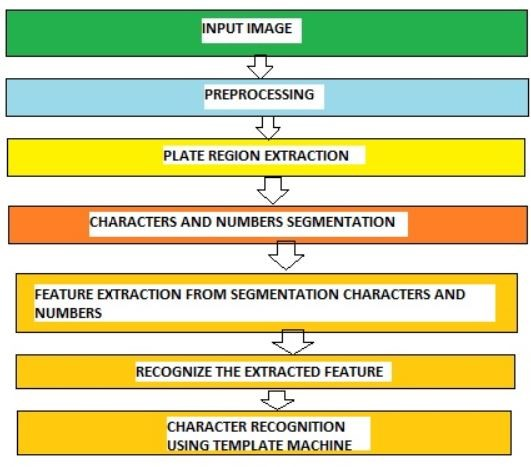 INPUT IMAGE
PREPROCESSING
PLATE REGION EXTRACTION
CHARACTERS AND NUMBERS SEGMENTATION
FEATURE EXTRACTION FROM SEGMENTATION CHARACTERS AND
NUMBERS
RECOGNIZE THE EXTRACTED FEATURE
CHARACTER RECOGNITION
USING TEMPLATE MACHINE